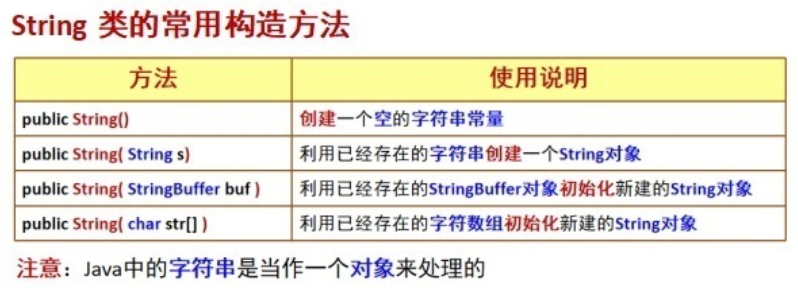 String 类的常用构造方法
方法 使用说明
public String() 创建一个空的字符串常量
public String( String s) 利用已经存在的字符串创建一个String对象
public String( StringBuffer buf ) 利用已经存在的StringBuffer对象初始化新建的String对象
public String( char str[] ) 利用已经存在的字符数组初始化新建的String对象
注意：Java中的字符串是当作一个对象来处理的